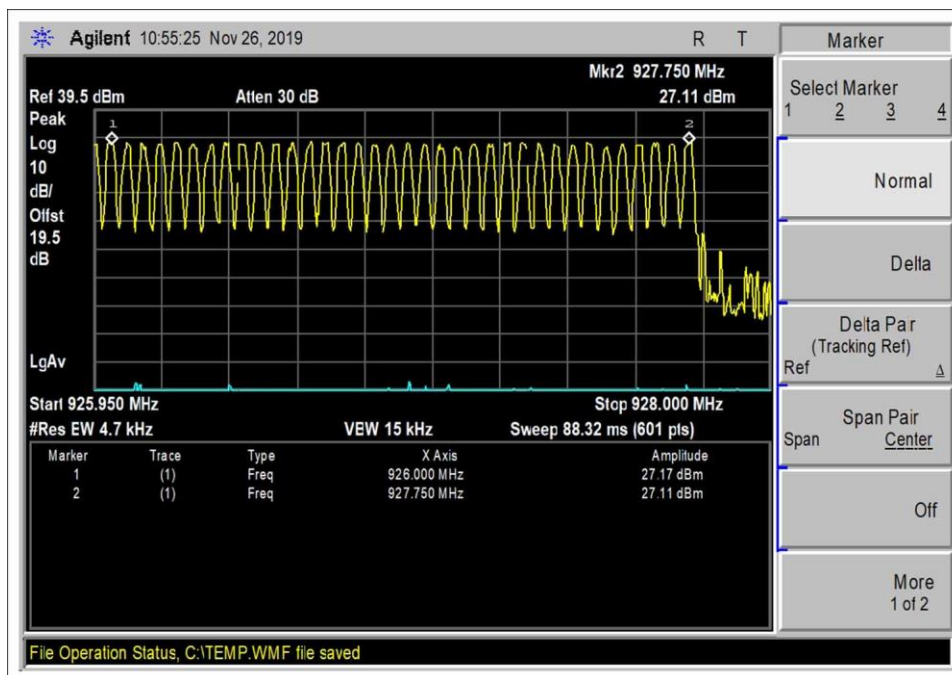 Agilent 10:55:25 Nov 26, 2019 R T
Mkr2 927.750 MHz
Ref 39.5 dBm Atten 30 dB 27.11 dBm
Peak
Log
10
dB/
Offst
19.5
dB
LgAv
1 2
Start 925.950 MHz Stop 928.000 MHz
#Res BW 4.7 kHz VBW 15 kHz Sweep 88.32 ms (601 pts)
Marker Trace Type X Axis Amplitude
1 (1) Freq 926.000 MHz 27.17 dBm
2 (1) Freq 927.750 MHz 27.11 dBm
File Operation Status, C:\TEMP.WMF file saved
Marker
Select Marker
1 2 3 4
Normal
Delta
Delta Pair
(Tracking Ref)
Ref Δ
Span Pair
Span Center
Off
More
1 of 2